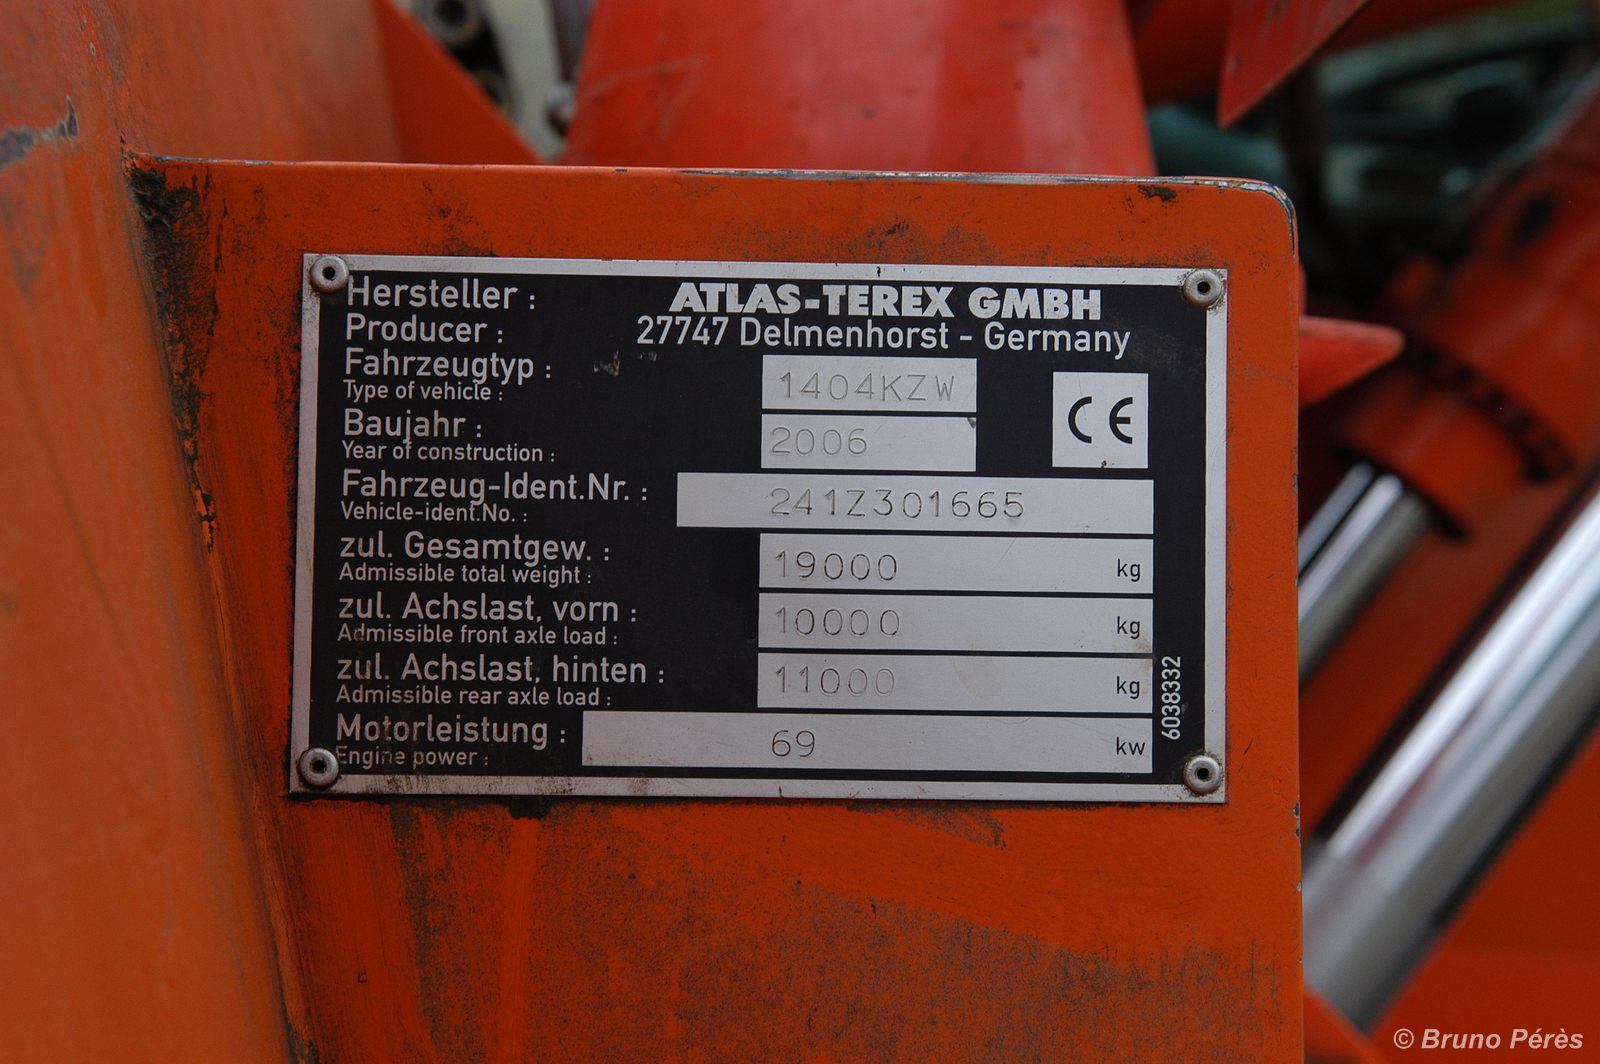 Hersteller : ATLAS-TEREX GMBH
Producer : 27747 Delmenhorst - Germany
Fahrzeugtyp : 1404KZW
Type of vehicle :
CE
Baujahr : 2006
Year of construction :
Fahrzeug-Ident.Nr. : 241Z301665
Vehicle-ident.No. :
zul. Gesamtgew. : 19000 kg
Admissible total weight :
zul. Achslast, vorn : 10000 kg
Admissible front axle load :
zul. Achslast, hinten : 11000 kg
Admissible rear axle load :
Motorleistung : 69 kw
Engine power :
6038332
© Bruno Pérès